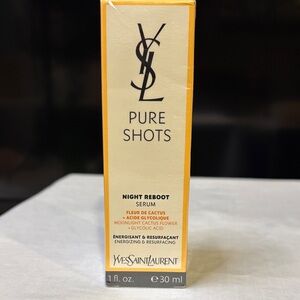 YSL
PURE
SHOTS
NIGHT REBOOT
SERUM
FLEUR DE CACTUS
+ ACIDE GLYCOLIQUE
MOONLIGHT CACTUS FLOWER
+ GLYCOLIC ACID
ÉNERGISANT & RESURFAÇANT
ENERGIZING & RESURFACING
YVESSAINTLAURENT
1 fl. oz. ℮30 ml